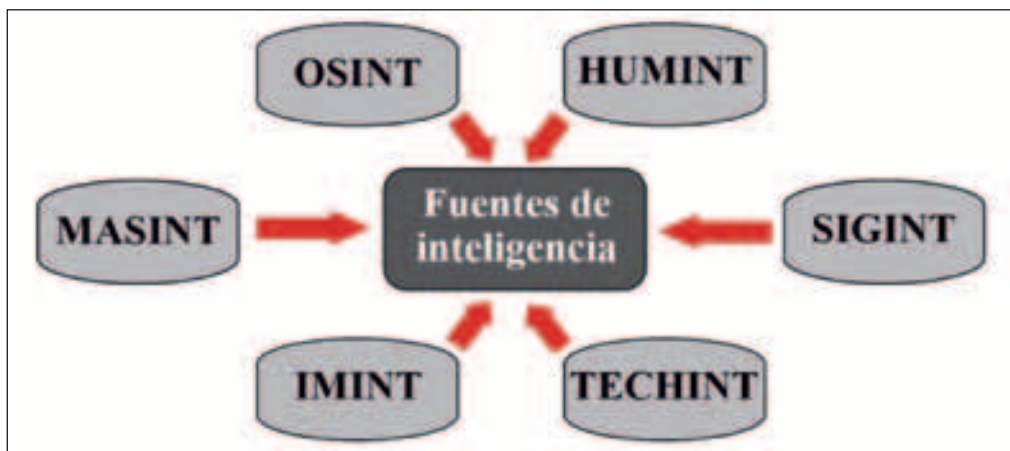 OSINT
HUMINT
MASINT
Fuentes de
inteligencia
SIGINT
IMINT
TECHINT